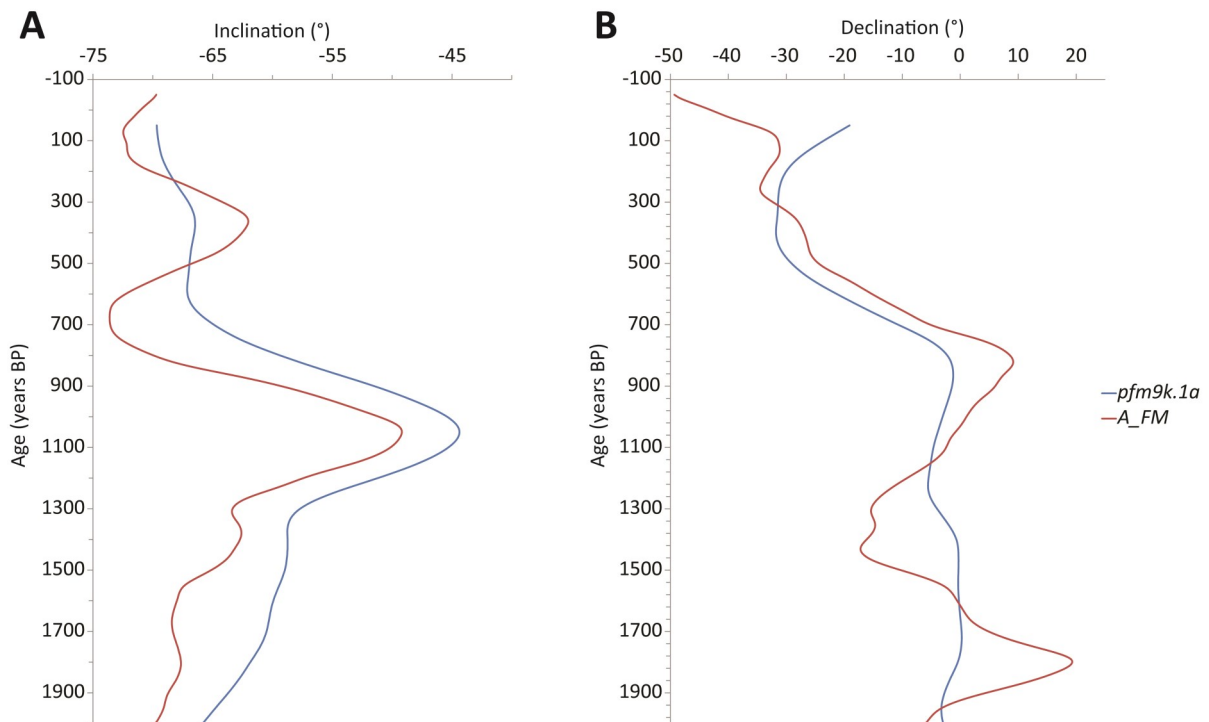 A
Inclination (°)
-75 -65 -55 -45
-100
100
300
500
700
900
1100
1300
1500
1700
1900
Age (years BP)
B
Declination (°)
-50 -40 -30 -20 -10 0 10 20
-100
100
300
500
700
900
1100
1300
1500
1700
1900
Age (years BP)
pfm9k.1a
A_FM